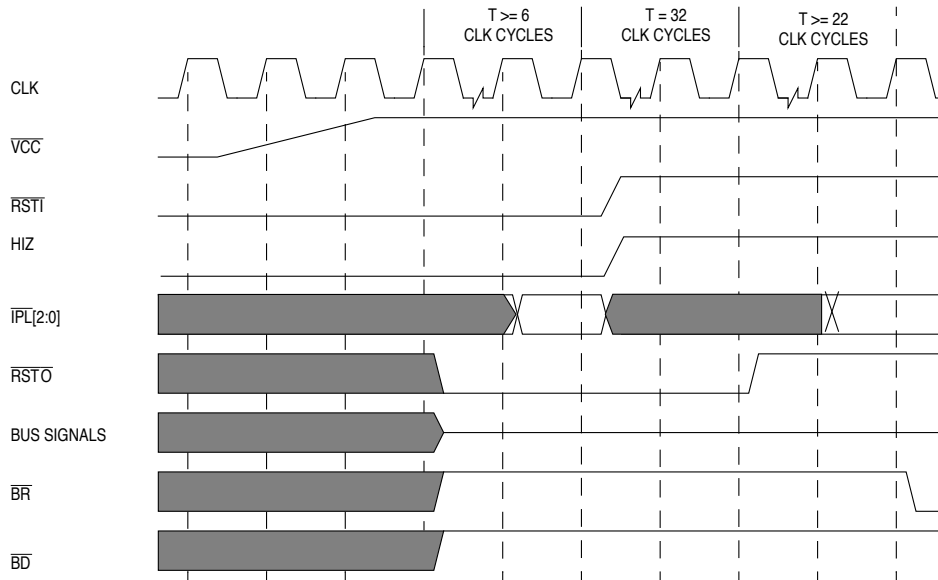 T >= 6
CLK CYCLES
T = 32
CLK CYCLES
T >= 22
CLK CYCLES
CLK
VCC
RSTI
HIZ
IPL[2:0]
RSTO
BUS SIGNALS
BR
BD